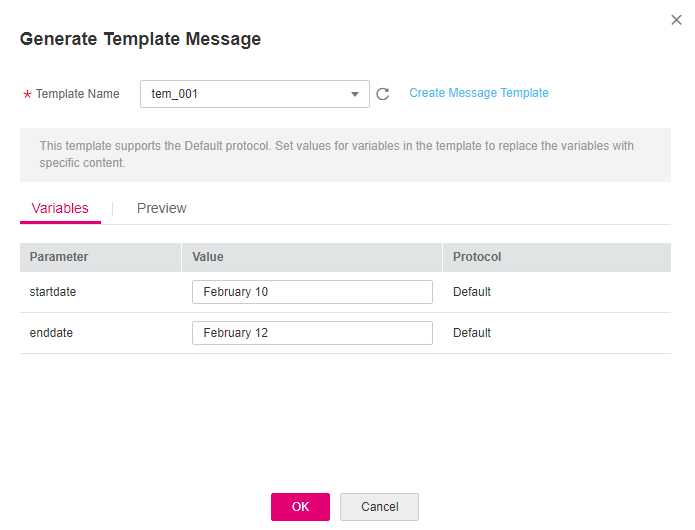 Generate Template Message
* Template Name tem_001 Create Message Template
This template supports the Default protocol. Set values for variables in the template to replace the variables with
specific content.
Variables Preview
Parameter Value Protocol
startdate February 10 Default
enddate February 12 Default
OK Cancel